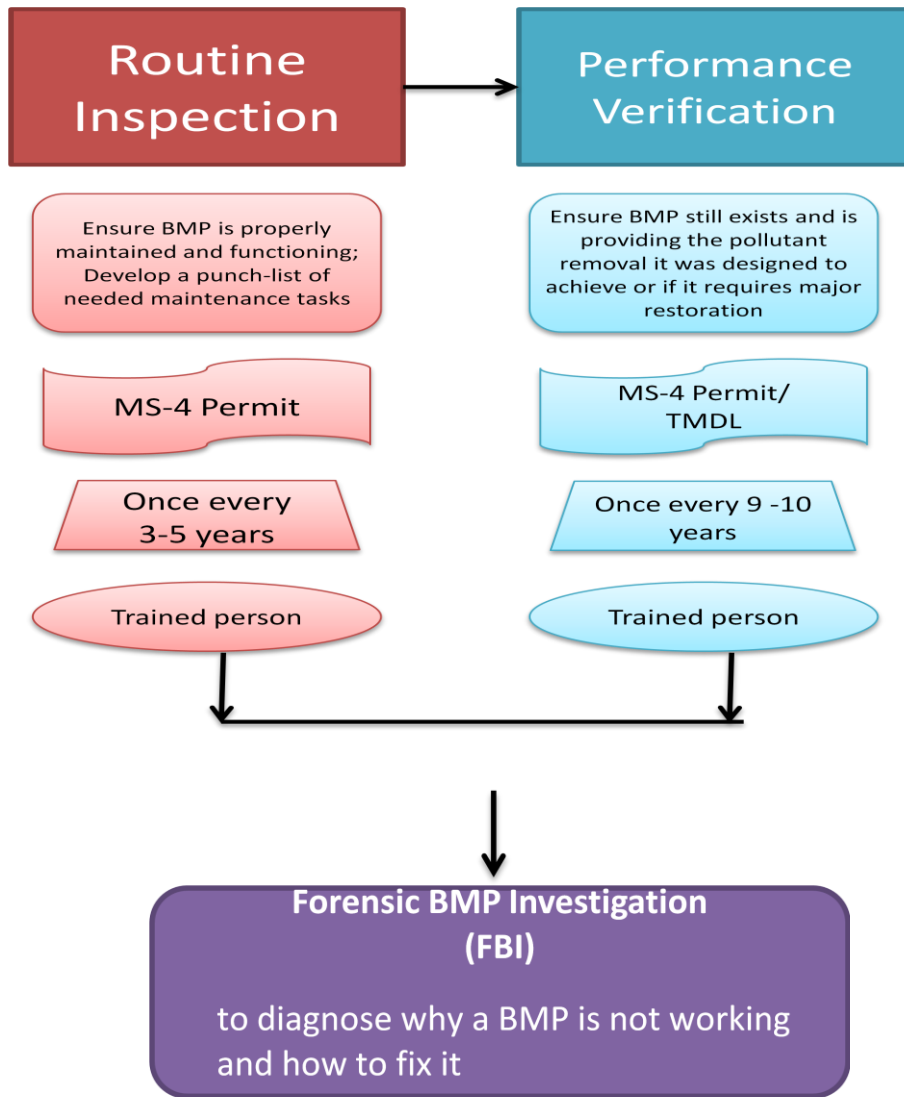 Routine
Inspection
Performance
Verification
Ensure BMP is properly
maintained and functioning;
Develop a punch-list of
needed maintenance tasks
Ensure BMP still exists and is
providing the pollutant
removal it was designed to
achieve or if it requires major
restoration
MS-4 Permit
MS-4 Permit/
TMDL
Once every
3-5 years
Once every 9 -10
years
Trained person
Trained person
Forensic BMP Investigation
(FBI)
to diagnose why a BMP is not working
and how to fix it